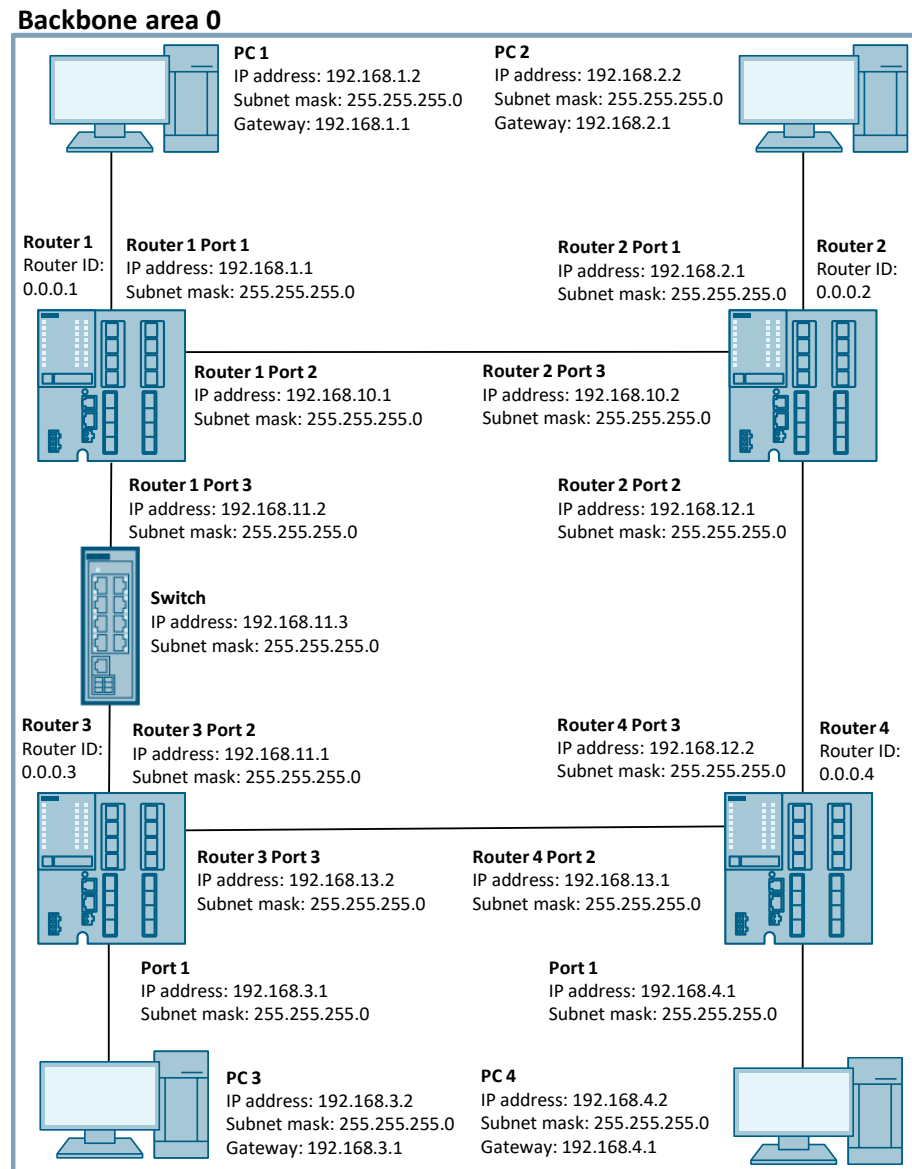 Backbone area 0
PC 1
IP address: 192.168.1.2
Subnet mask: 255.255.255.0
Gateway: 192.168.1.1
PC 2
IP address: 192.168.2.2
Subnet mask: 255.255.255.0
Gateway: 192.168.2.1
Router 1
Router ID:
0.0.0.1
Router 1 Port 1
IP address: 192.168.1.1
Subnet mask: 255.255.255.0
Router 2 Port 1
IP address: 192.168.2.1
Subnet mask: 255.255.255.0
Router 2
Router ID:
0.0.0.2
Router 1 Port 2
IP address: 192.168.10.1
Subnet mask: 255.255.255.0
Router 2 Port 3
IP address: 192.168.10.2
Subnet mask: 255.255.255.0
Router 1 Port 3
IP address: 192.168.11.2
Subnet mask: 255.255.255.0
Router 2 Port 2
IP address: 192.168.12.1
Subnet mask: 255.255.255.0
Switch
IP address: 192.168.11.3
Subnet mask: 255.255.255.0
Router 3
Router ID:
0.0.0.3
Router 3 Port 2
IP address: 192.168.11.1
Subnet mask: 255.255.255.0
Router 4 Port 3
IP address: 192.168.12.2
Subnet mask: 255.255.255.0
Router 4
Router ID:
0.0.0.4
Router 3 Port 3
IP address: 192.168.13.2
Subnet mask: 255.255.255.0
Router 4 Port 2
IP address: 192.168.13.1
Subnet mask: 255.255.255.0
Port 1
IP address: 192.168.3.1
Subnet mask: 255.255.255.0
Port 1
IP address: 192.168.4.1
Subnet mask: 255.255.255.0
PC 3
IP address: 192.168.3.2
Subnet mask: 255.255.255.0
Gateway: 192.168.3.1
PC 4
IP address: 192.168.4.2
Subnet mask: 255.255.255.0
Gateway: 192.168.4.1